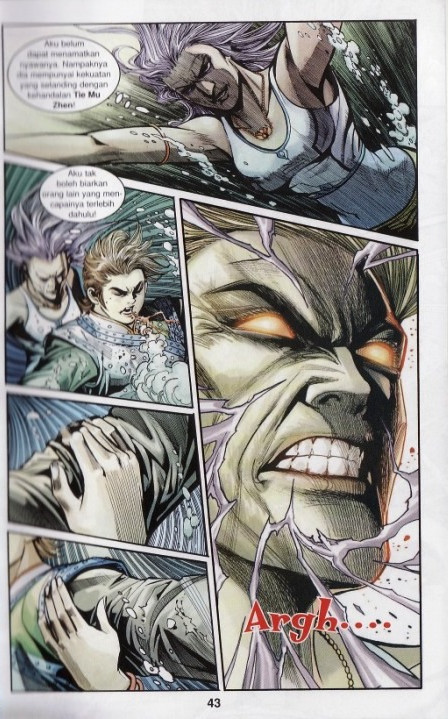 Aku belum
dapat menamatkan
nyawanya. Nampaknya
dia mempunyai kekuatan
yang setanding dengan
kehandalan Tie Mu
Zhen!
Aku tak
boleh biarkan
orang lain yang men-
capainya terlebih
dahulu!
Argh....
43